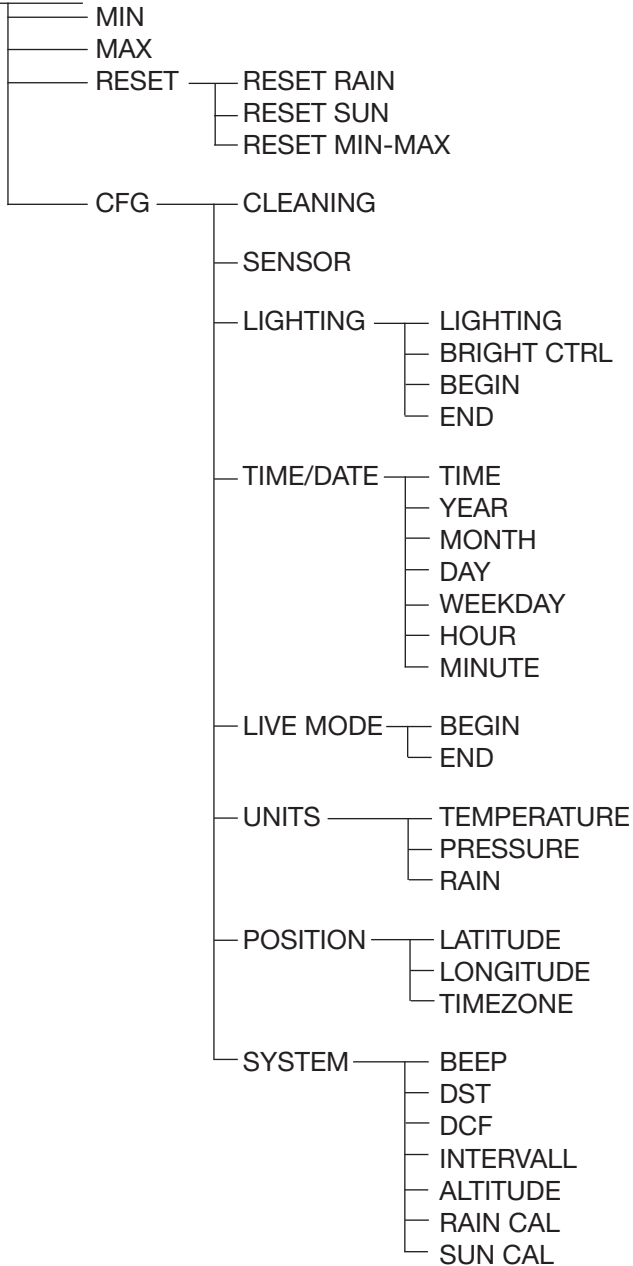 MIN
MAX
RESET RESET RAIN
RESET SUN
RESET MIN-MAX
CFG CLEANING
SENSOR
LIGHTING LIGHTING
BRIGHT CTRL
BEGIN
END
TIME/DATE TIME
YEAR
MONTH
DAY
WEEKDAY
HOUR
MINUTE
LIVE MODE BEGIN
END
UNITS TEMPERATURE
PRESSURE
RAIN
POSITION LATITUDE
LONGITUDE
TIMEZONE
SYSTEM BEEP
DST
DCF
INTERVALL
ALTITUDE
RAIN CAL
SUN CAL